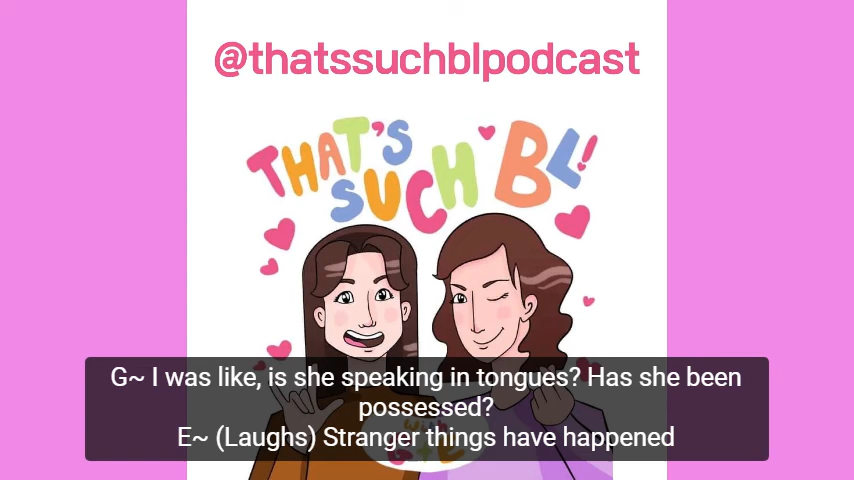 @thatssuchblpodcast
THAT'S
SUCH BL!
G~ I was like, is she speaking in tongues? Has she been
possessed?
E~ (Laughs) Stranger things have happened